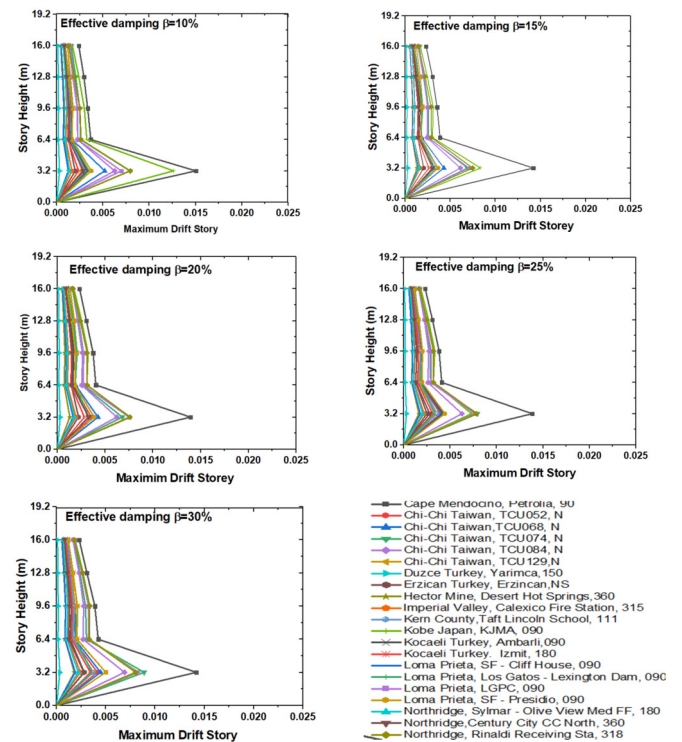 Effective damping β=10%
19.2
16.0
12.8
9.6
6.4
3.2
0.0
Story Height (m)
0.000 0.005 0.010 0.015 0.020 0.025
Maximum Drift Story
Effective damping β=15%
19.2
16.0
12.8
9.6
6.4
3.2
0.0
Story Height (m)
0.000 0.005 0.010 0.015 0.020 0.025
Maximum Drift Storey
Effective damping β=20%
19.2
16.0
12.8
9.6
6.4
3.2
0.0
Story Height (m)
0.000 0.005 0.010 0.015 0.020 0.025
Maximim Drift Storey
Effective damping β=25%
19.2
16.0
12.8
9.6
6.4
3.2
0.0
Story Height (m)
0.000 0.005 0.010 0.015 0.020 0.025
Maximum Drift Storey
Effective damping β=30%
19.2
16.0
12.8
9.6
6.4
3.2
0.0
Story Height (m)
0.000 0.005 0.010 0.015 0.020 0.025
Maximum Drift Storey
Cape Mendocino, Petrolia, 90
Chi-Chi Taiwan, TCU052, N
Chi-Chi Taiwan,TCU068, N
Chi-Chi Taiwan, TCU074, N
Chi-Chi Taiwan, TCU084, N
Chi-Chi Taiwan, TCU129,N
Duzce Turkey, Yarimca,150
Erzican Turkey, Erzincan,NS
Hector Mine, Desert Hot Springs,360
Imperial Valley, Calexico Fire Station, 315
Kern County,Taft Lincoln School, 111
Kobe Japan, KJMA, 090
Kocaeli Turkey, Ambarli,090
Kocaeli Turkey. Izmit, 180
Loma Prieta, SF - Cliff House, 090
Loma Prieta, Los Gatos - Lexington Dam, 090
Loma Prieta, LGPC, 090
Loma Prieta, SF - Presidio, 090
Northridge, Sylmar - Olive View Med FF, 180
Northridge,Century City CC North, 360
Northridge, Rinaldi Receiving Sta, 318